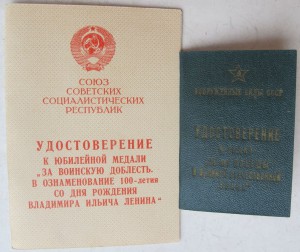 СОЮЗ
СОВЕТСКИХ
СОЦИАЛИСТИЧЕСКИХ
РЕСПУБЛИК
УДОСТОВЕРЕНИЕ
К ЮБИЛЕЙНОЙ МЕДАЛИ
„ЗА ВОИНСКУЮ ДОБЛЕСТЬ.
В ОЗНАМЕНОВАНИЕ 100-летия
СО ДНЯ РОЖДЕНИЯ
ВЛАДИМИРА ИЛЬИЧА ЛЕНИНА“
ВООРУЖЕННЫЕ СИЛЫ СССР
УДОСТОВЕРЕНИЕ